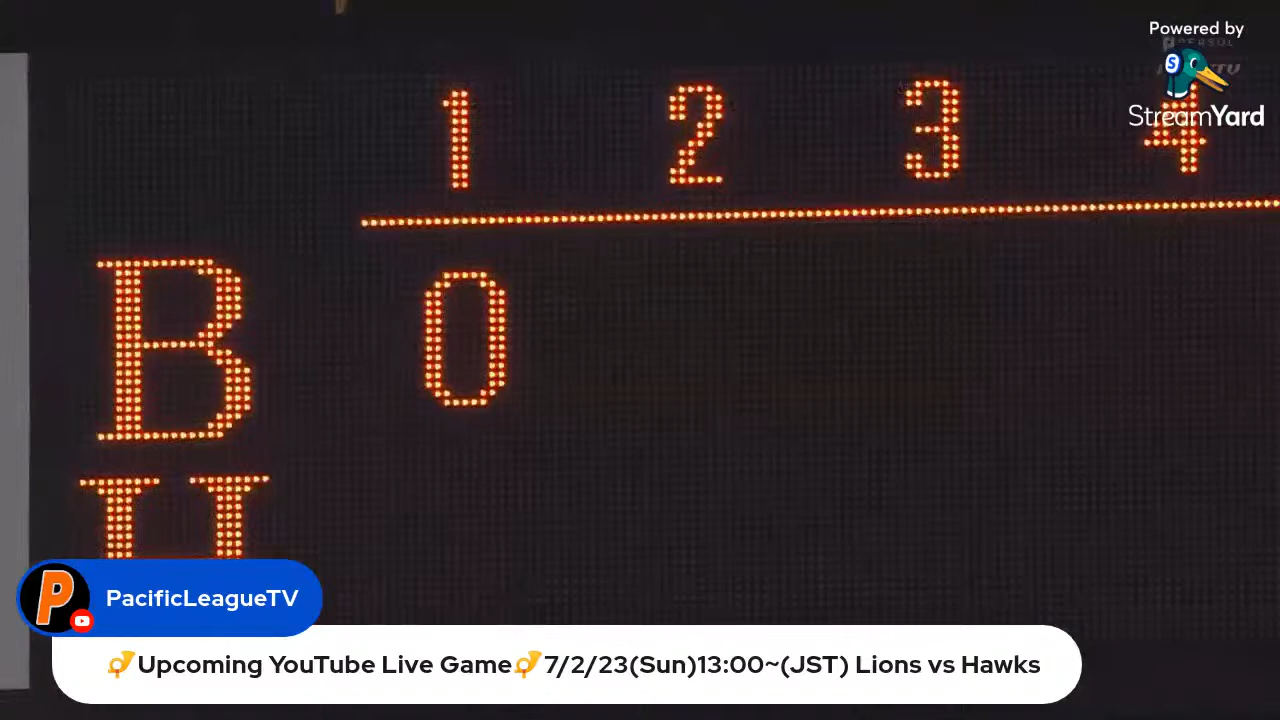 Powered by
PERSOL
StreamYard
1 2 3 4
B 0
PacificLeagueTV
Upcoming YouTube Live Game 7/2/23(Sun)13:00~(JST) Lions vs Hawks